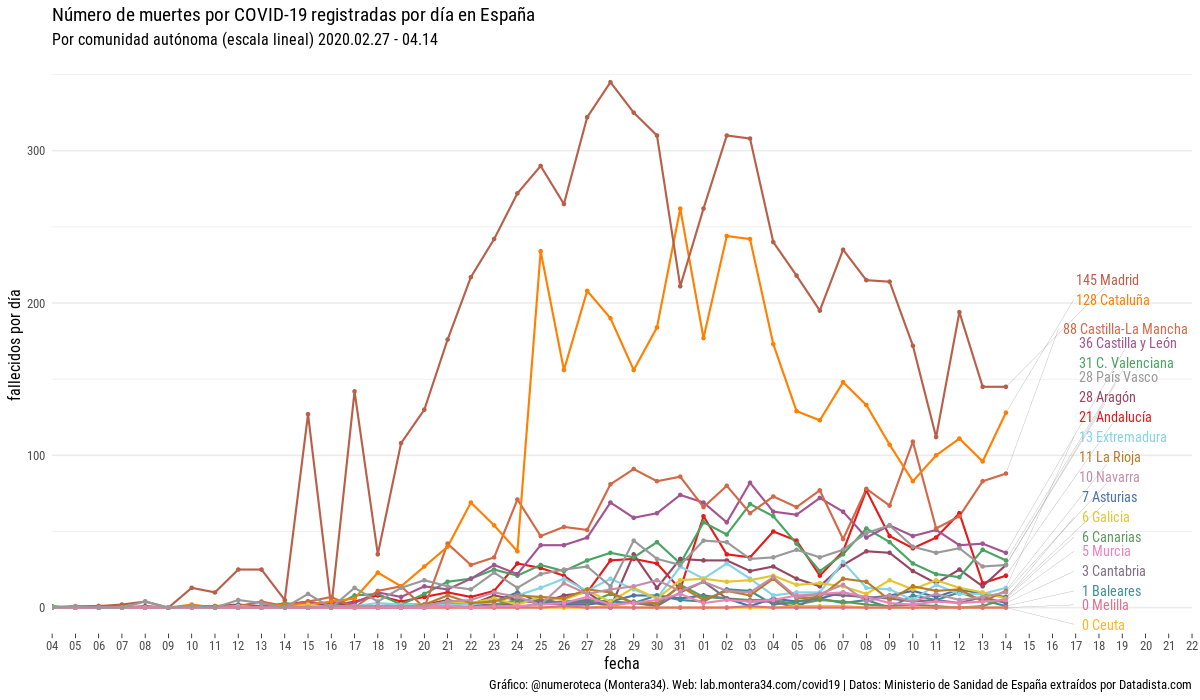 Número de muertes por COVID-19 registradas por día en España
Por comunidad autónoma (escala lineal) 2020.02.27 - 04.14
fallecidos por día
300
200
100
0
145 Madrid
128 Cataluña
88 Castilla-La Mancha
36 Castilla y León
31 C. Valenciana
28 País Vasco
28 Aragón
21 Andalucía
13 Extremadura
11 La Rioja
10 Navarra
7 Asturias
6 Galicia
6 Canarias
5 Murcia
3 Cantabria
1 Baleares
0 Melilla
0 Ceuta
04 05 06 07 08 09 10 11 12 13 14 15 16 17 18 19 20 21 22 23 24 25 26 27 28 29 30 31 01 02 03 04 05 06 07 08 09 10 11 12 13 14 15 16 17 18 19 20 21 22
fecha
Gráfico: @numeroteca (Montera34). Web: lab.montera34.com/covid19 | Datos: Ministerio de Sanidad de España extraídos por Datadista.com